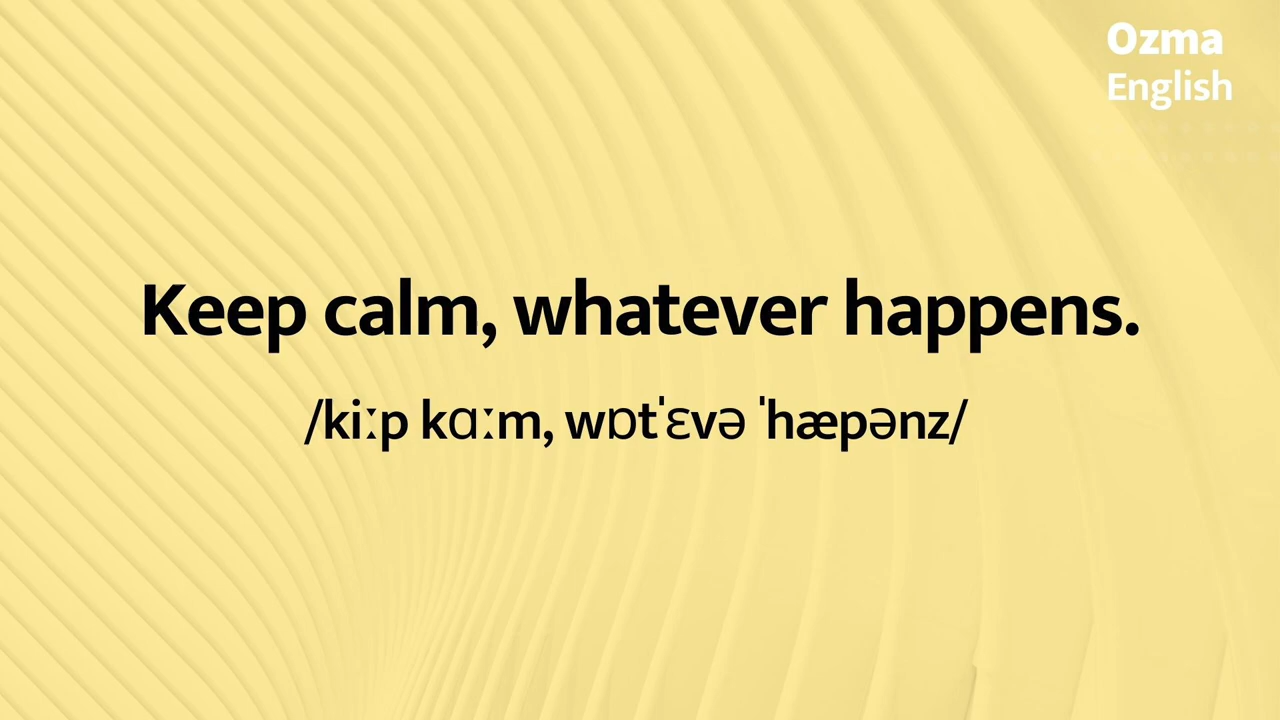 Ozma
English
Keep calm, whatever happens.
/kiːp kɑːm, wɒtˈɛvə ˈhæpənz/